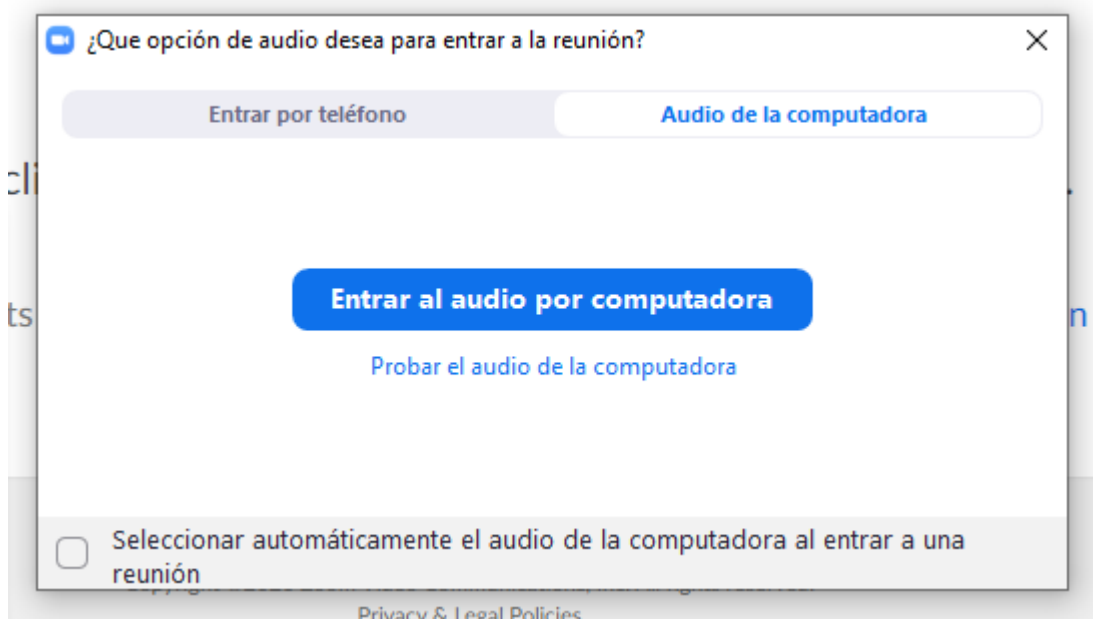 ¿Que opción de audio desea para entrar a la reunión?
Entrar por teléfono
Audio de la computadora
cli
.
Entrar al audio por computadora
ts
n
Probar el audio de la computadora
Seleccionar automáticamente el audio de la computadora al entrar a una
reunión
Privacy & Legal Policies